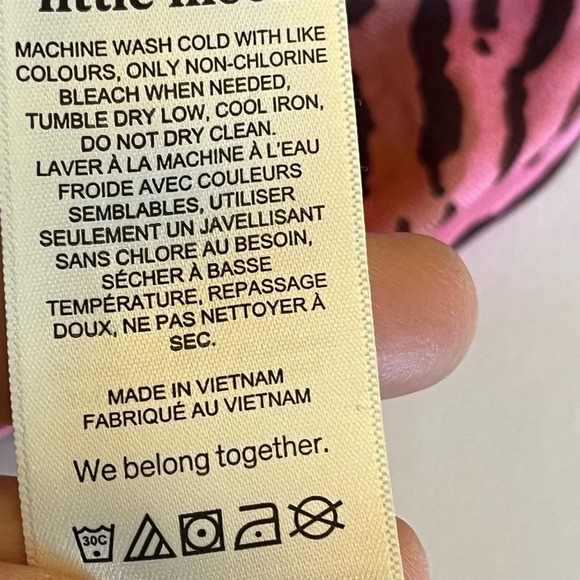 little
MACHINE WASH COLD WITH LIKE
COLOURS, ONLY NON-CHLORINE
BLEACH WHEN NEEDED,
TUMBLE DRY LOW, COOL IRON,
DO NOT DRY CLEAN.
LAVER À LA MACHINE À L'EAU
FROIDE AVEC COULEURS
SEMBLABLES, UTILISER
SEULEMENT UN JAVELLISANT
SANS CHLORE AU BESOIN,
SÉCHER À BASSE
TEMPÉRATURE, REPASSAGE
DOUX, NE PAS NETTOYER À
SEC.
MADE IN VIETNAM
FABRIQUÉ AU VIETNAM
We belong together.
30C